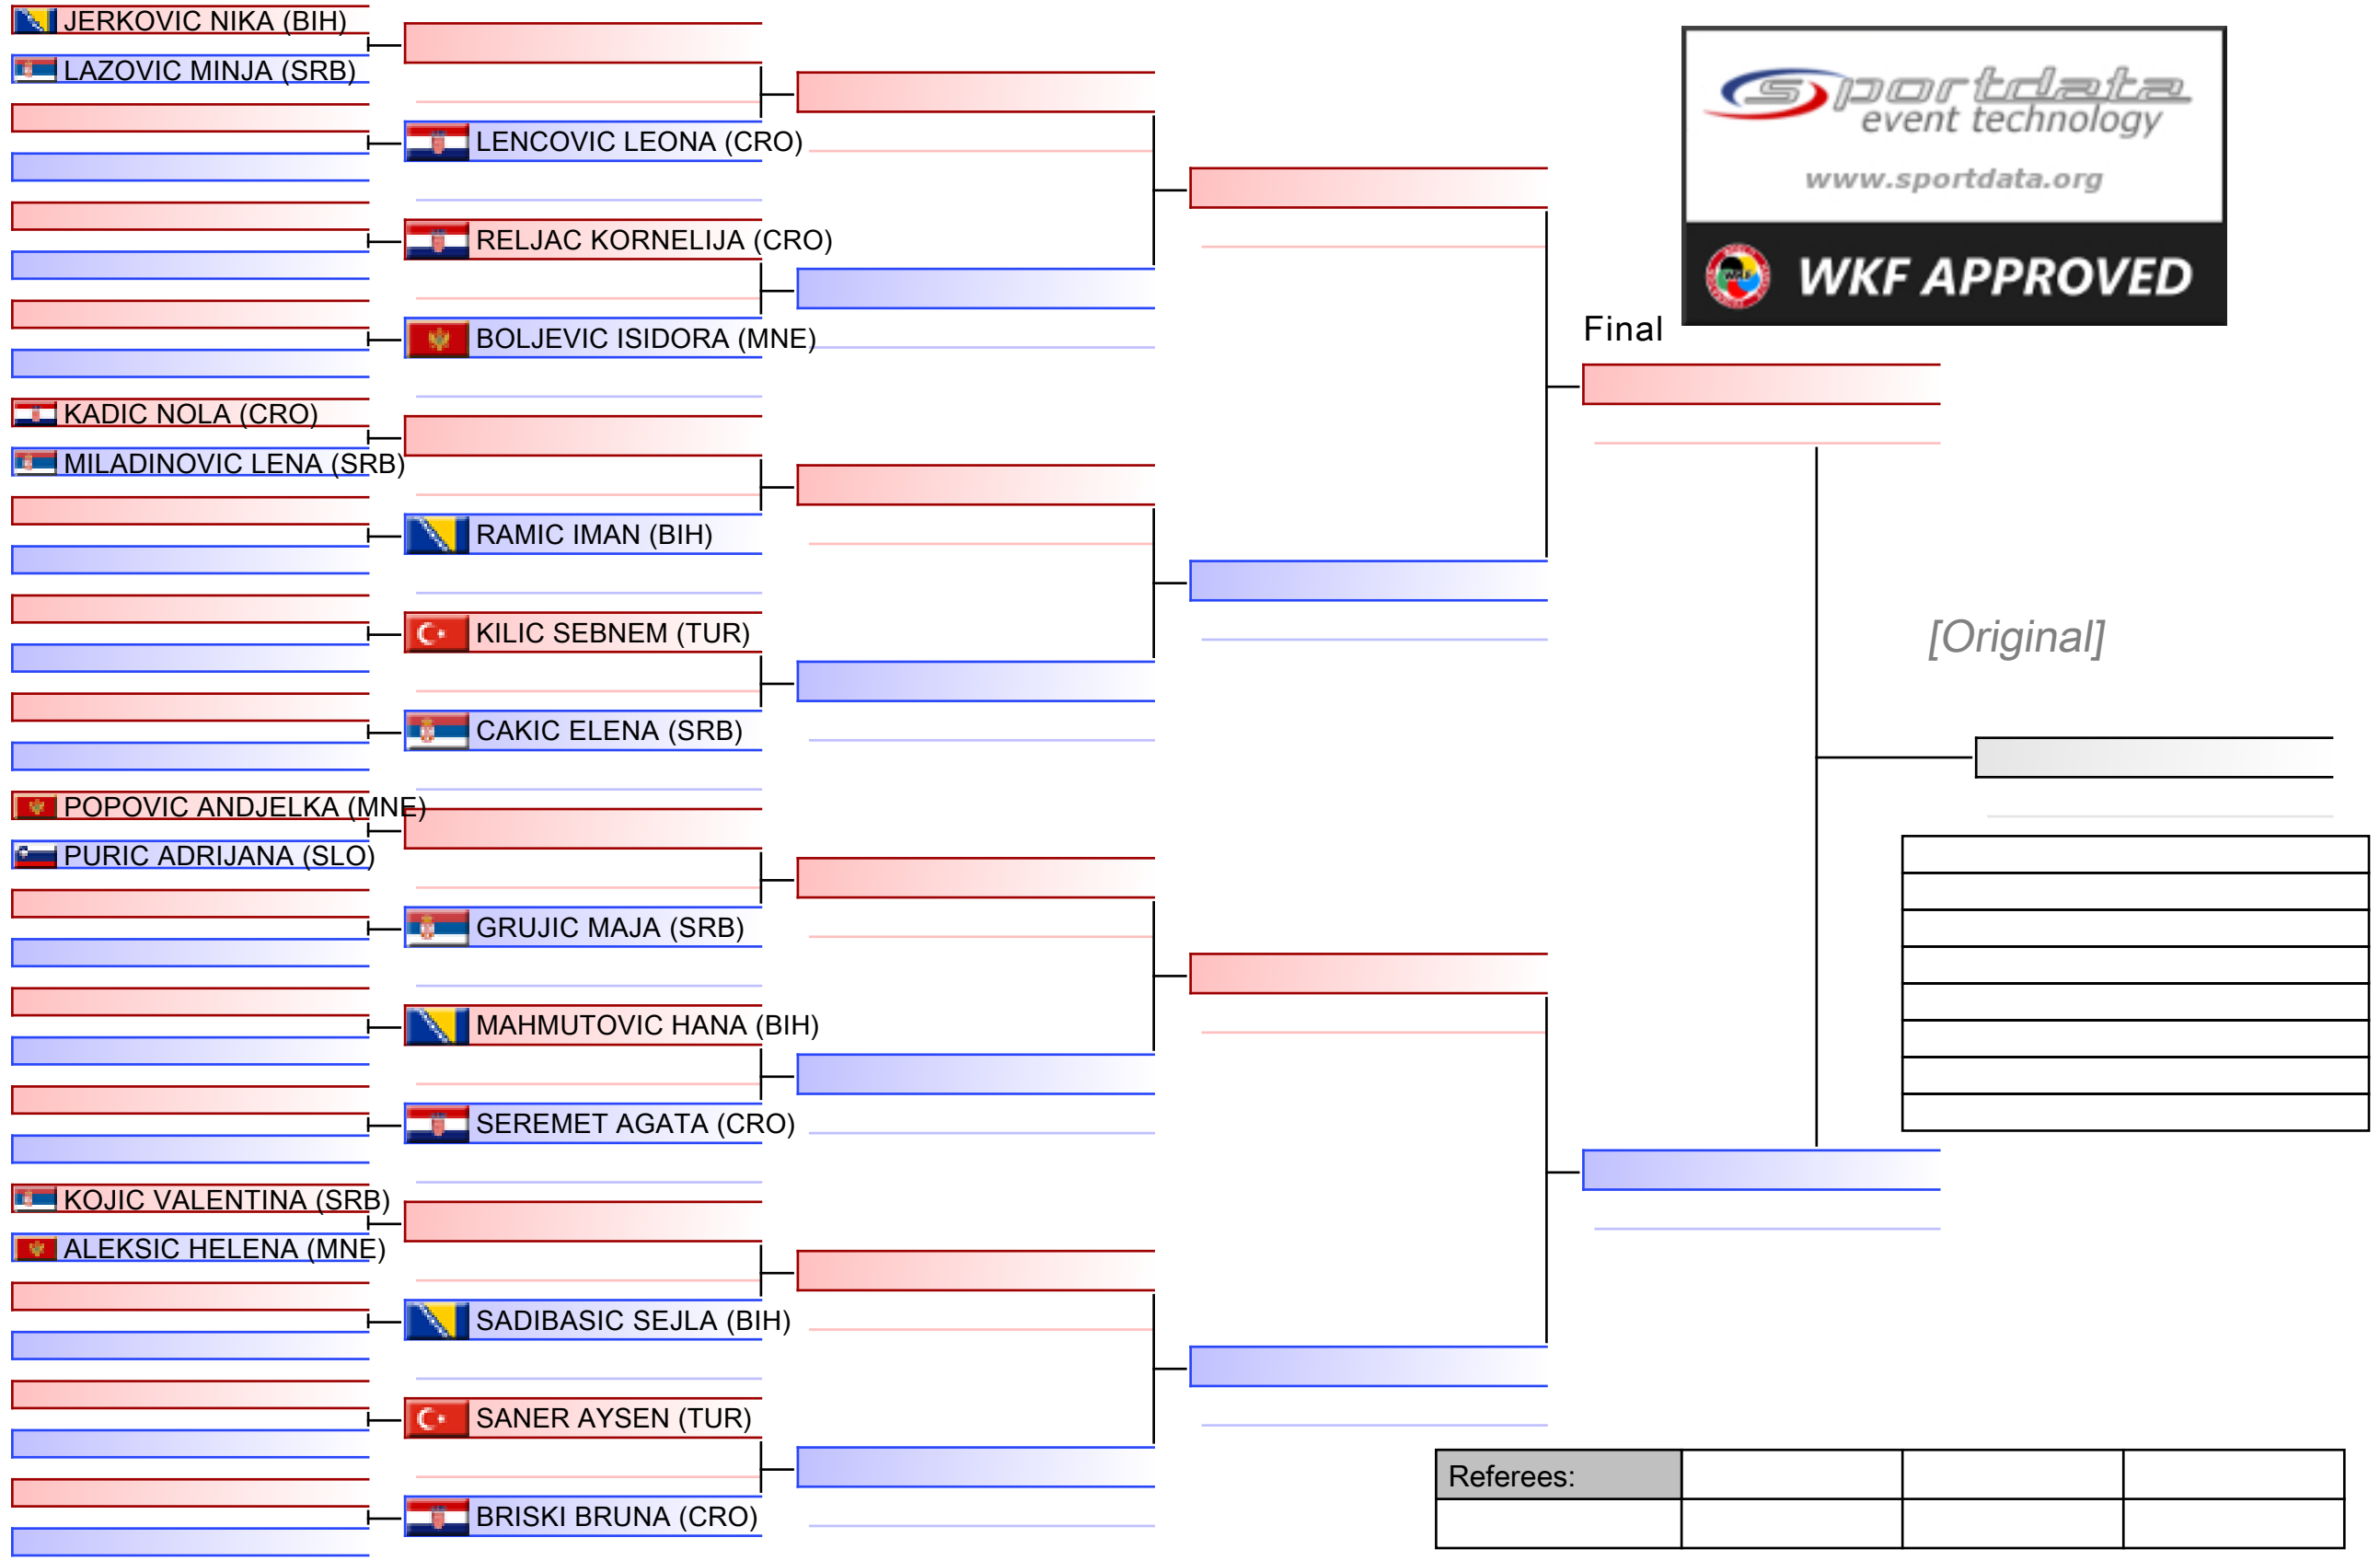 JERKOVIC NIKA (BIH)
LAZOVIC MINJA (SRB)
LENCOVIC LEONA (CRO)
RELJAC KORNELIJA (CRO)
BOLJEVIC ISIDORA (MNE)
KADIC NOLA (CRO)
MILADINOVIC LENA (SRB)
RAMIC IMAN (BIH)
KILIC SEBNEM (TUR)
CAKIC ELENA (SRB)
POPOVIC ANDJELKA (MNE)
PURIC ADRIJANA (SLO)
GRUJIC MAJA (SRB)
MAHMUTOVIC HANA (BIH)
SEREMET AGATA (CRO)
KOJIC VALENTINA (SRB)
ALEKSIC HELENA (MNE)
SADIBASIC SEJLA (BIH)
SANER AYSEN (TUR)
BRISKI BRUNA (CRO)
sportdata
event technology
www.sportdata.org
WKF APPROVED
Final
[Original]
Referees: